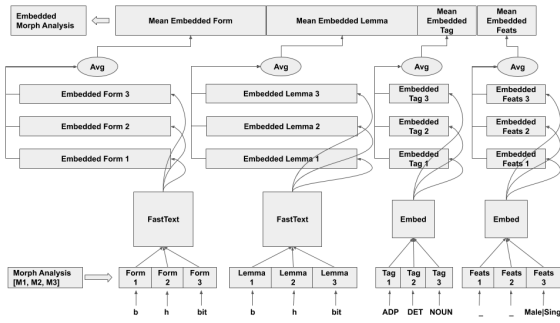 Embedded
Morph Analysis
Mean Embedded Form
Mean Embedded Lemma
Mean
Embedded
Tag
Mean
Embedded
Feats
Avg
Avg
Avg
Avg
Embedded Form 3
Embedded Lemma 3
Embedded
Tag 3
Embedded
Feats 3
Embedded Form 2
Embedded Lemma 2
Embedded
Tag 2
Embedded
Feats 2
Embedded Form 1
Embedded Lemma 1
Embedded
Tag 1
Embedded
Feats 1
FastText
FastText
Embed
Embed
Morph Analysis
[M1, M2, M3]
Form
1
Form
2
Form
3
Lemma
1
Lemma
2
Lemma
3
Tag
1
Tag
2
Tag
3
Feats
1
Feats
2
Feats
3
b
h
bit
b
h
bit
ADP
DET
NOUN
_
_
Male|Sing